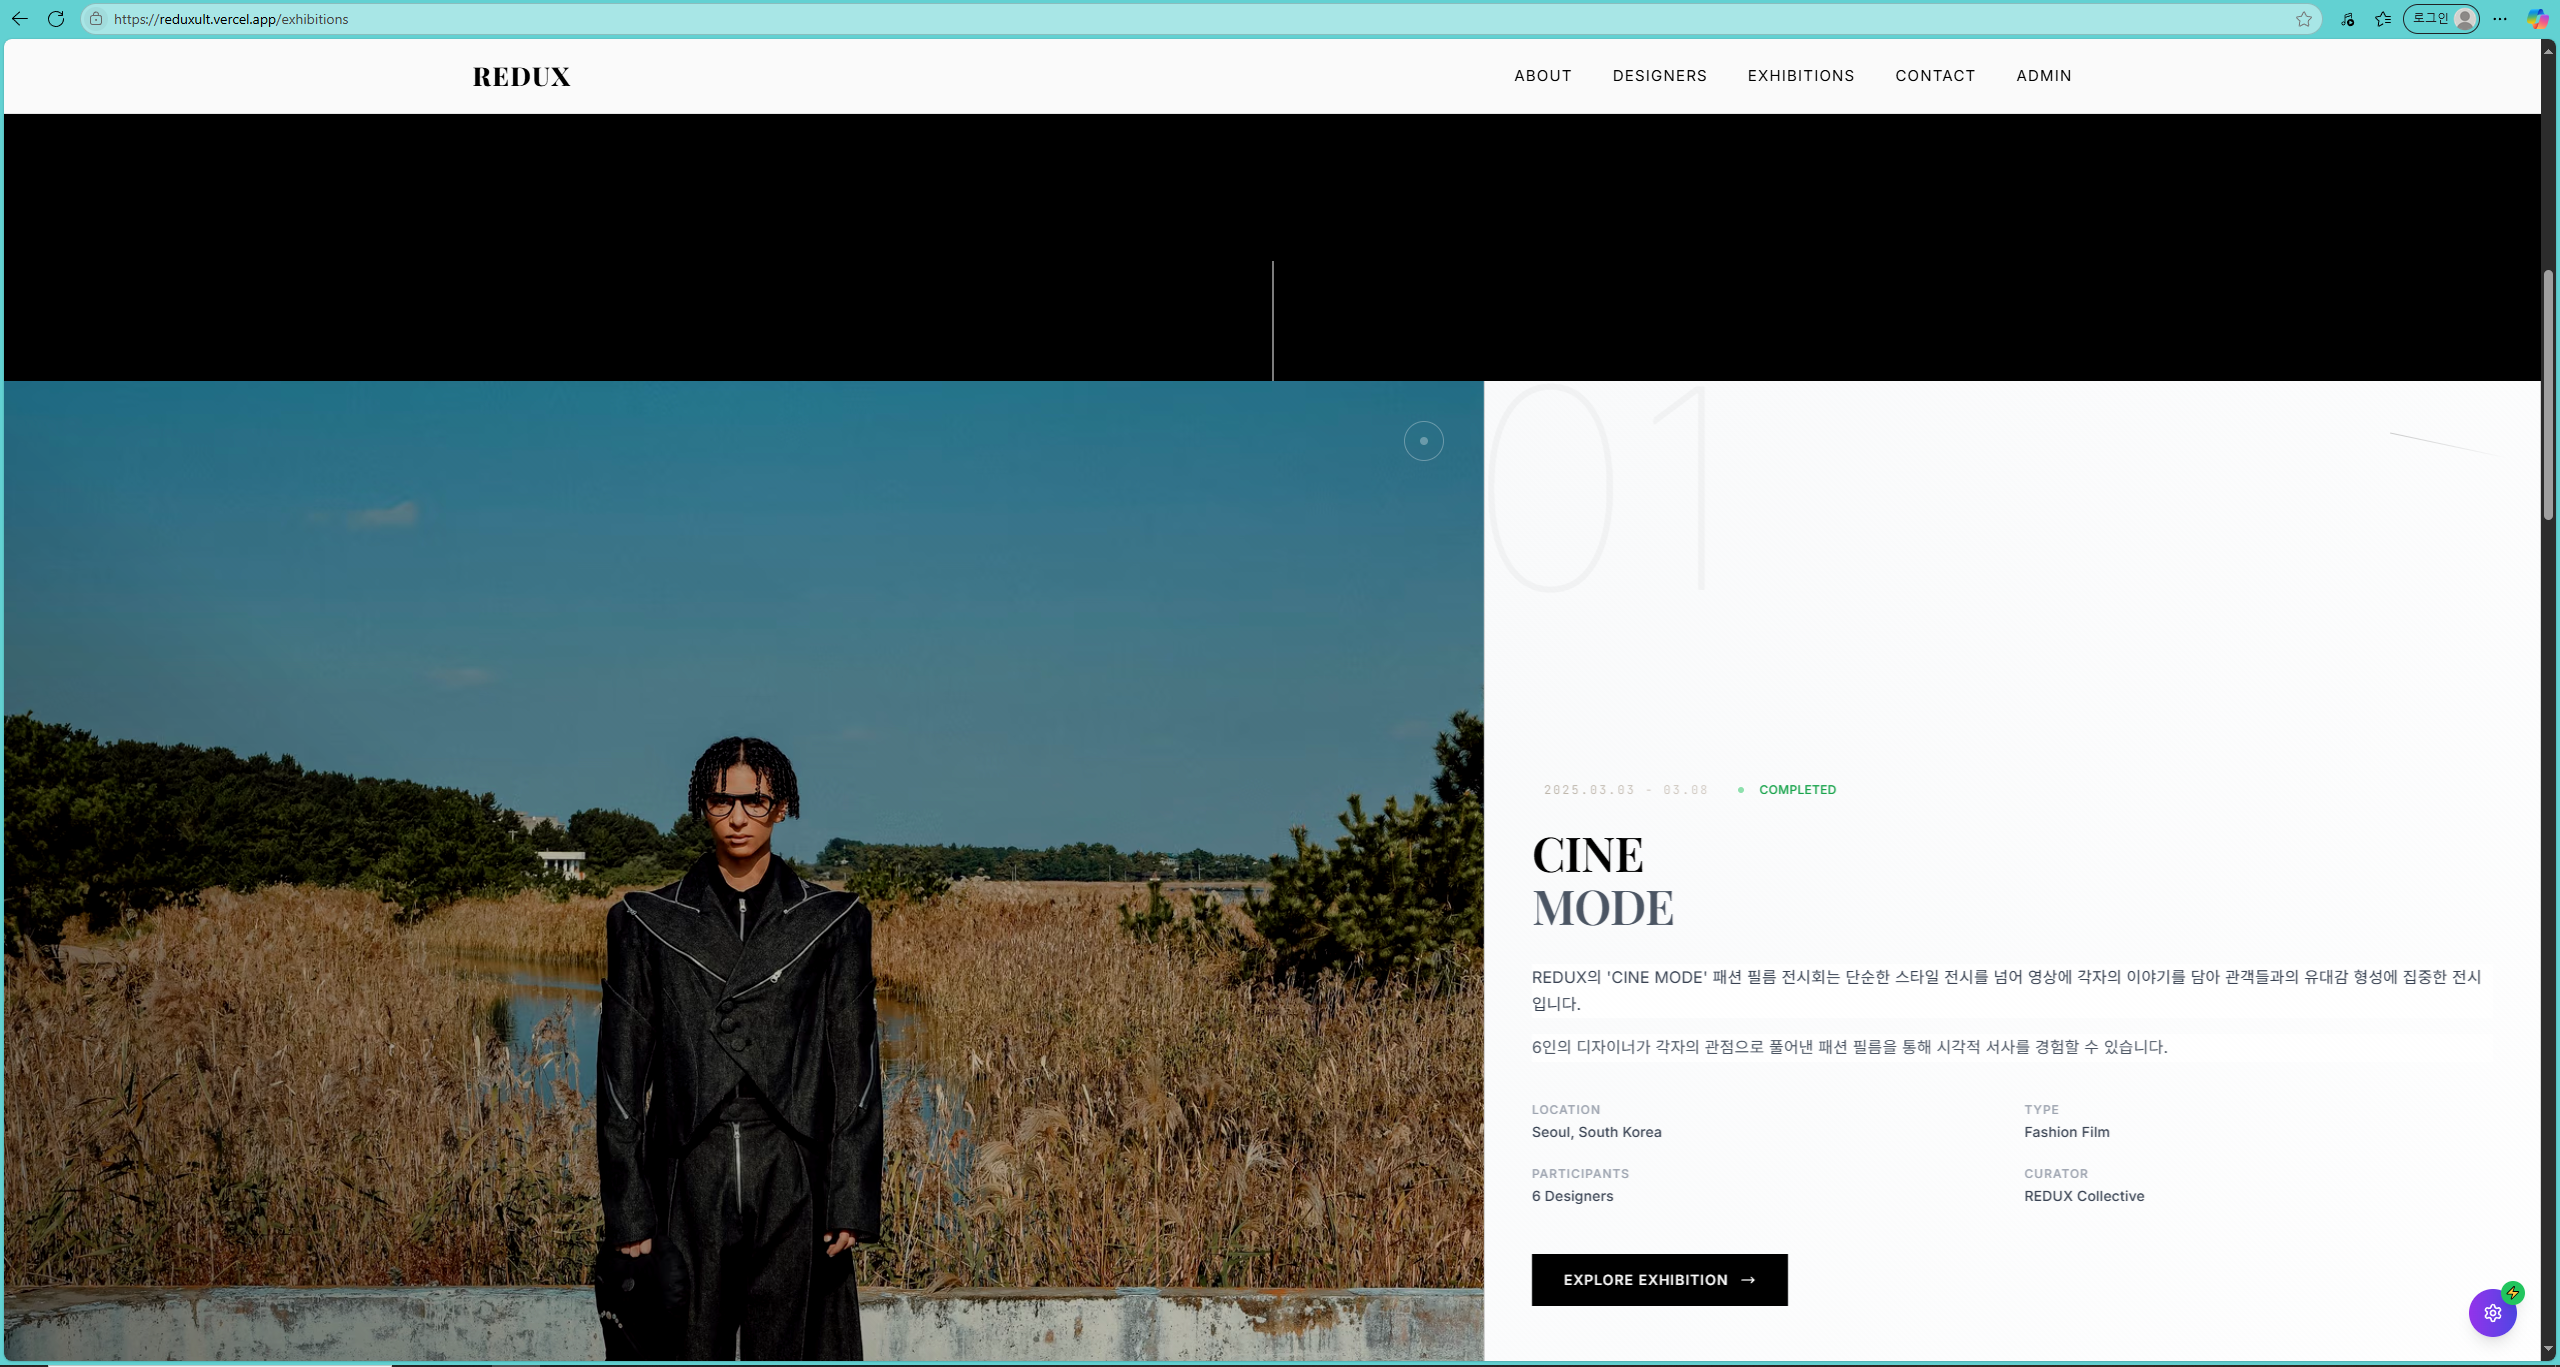 https://reduxult.vercel.app/exhibitions
로그인
REDUX
ABOUT
DESIGNERS
EXHIBITIONS
CONTACT
ADMIN
01
2025.03.03 - 03.08
COMPLETED
CINE
MODE
REDUX의 'CINE MODE' 패션 필름 전시회는 단순한 스타일 전시를 넘어 영상에 각자의 이야기를 담아 관객들과의 유대감 형성에 집중한 전시
입니다.
6인의 디자이너가 각자의 관점으로 풀어낸 패션 필름을 통해 시각적 서사를 경험할 수 있습니다.
LOCATION
Seoul, South Korea
TYPE
Fashion Film
PARTICIPANTS
6 Designers
CURATOR
REDUX Collective
EXPLORE EXHIBITION →